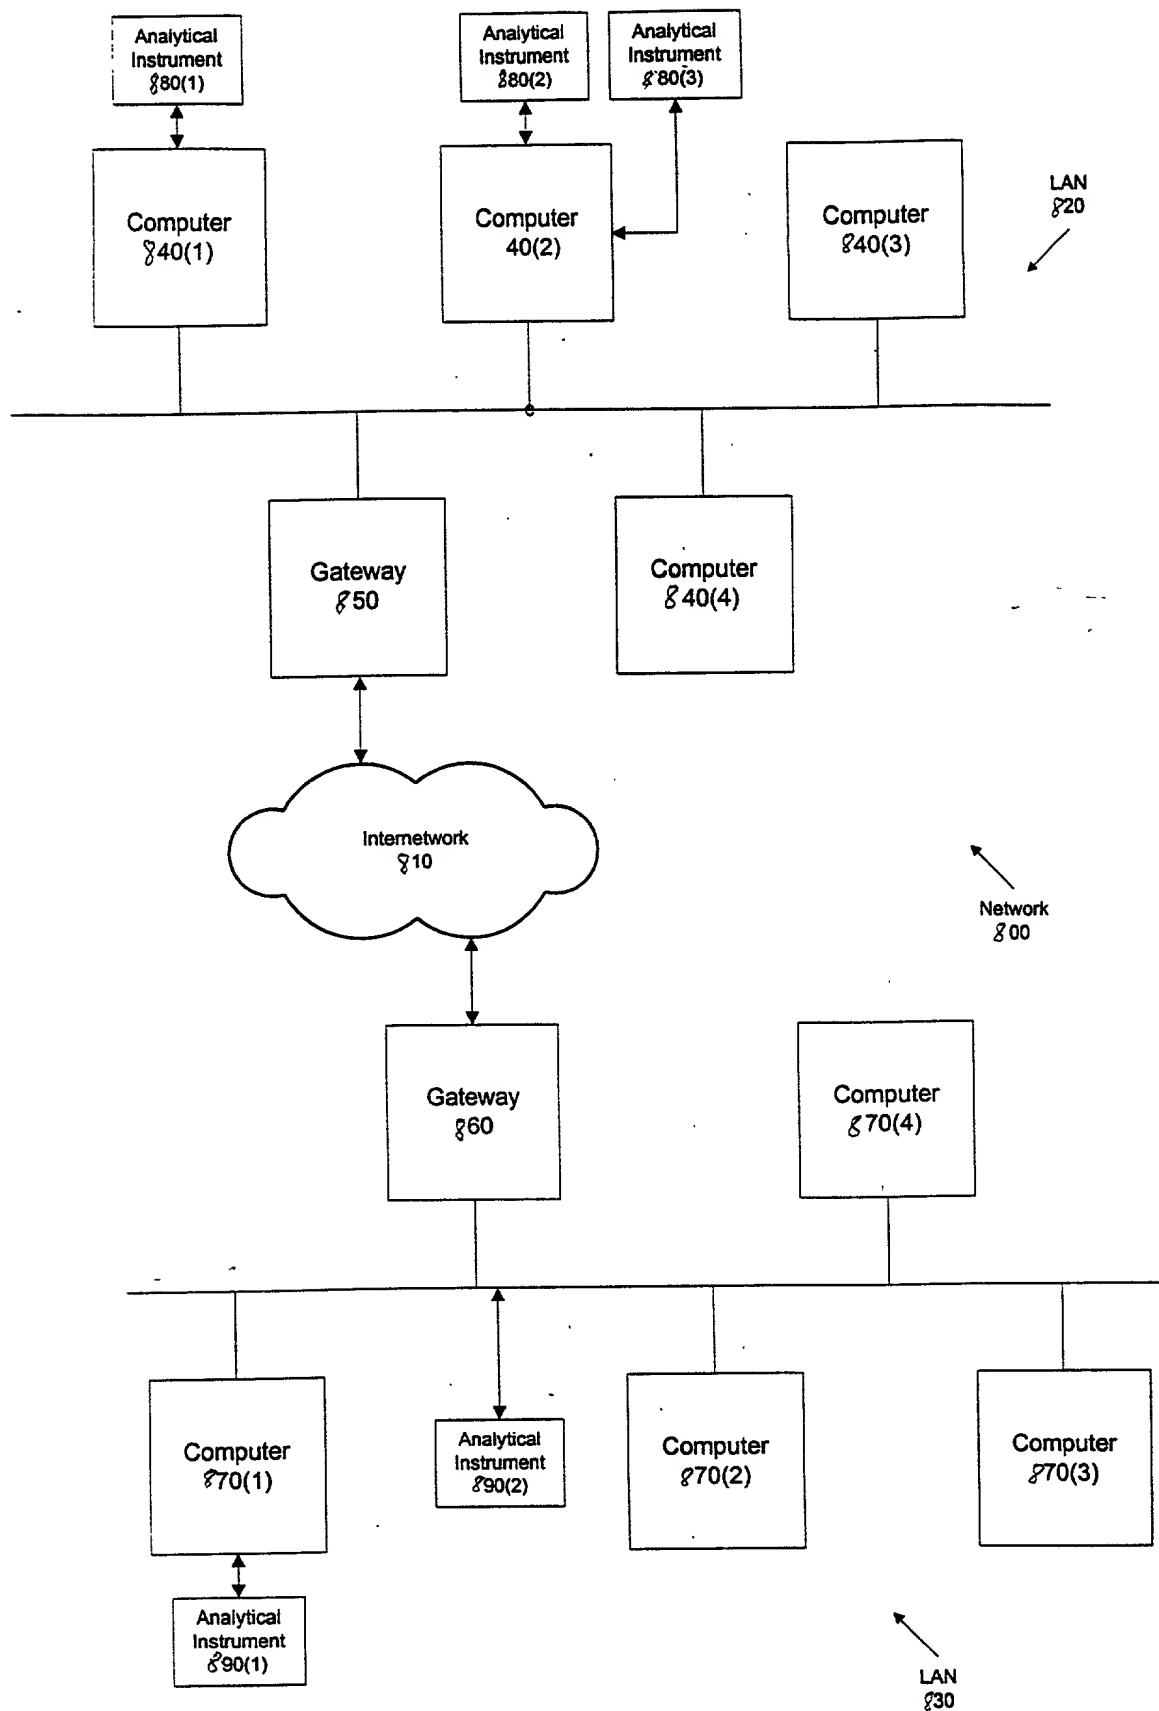 Analytical
Instrument
880(1)
Analytical
Instrument
880(2)
Analytical
Instrument
880(3)
Computer
840(1)
Computer
40(2)
Computer
840(3)
LAN
820
Gateway
850
Computer
840(4)
Internetwork
810
Network
800
Gateway
860
Computer
870(4)
Computer
870(1)
Analytical
Instrument
890(2)
Computer
870(2)
Computer
870(3)
Analytical
Instrument
890(1)
LAN
830